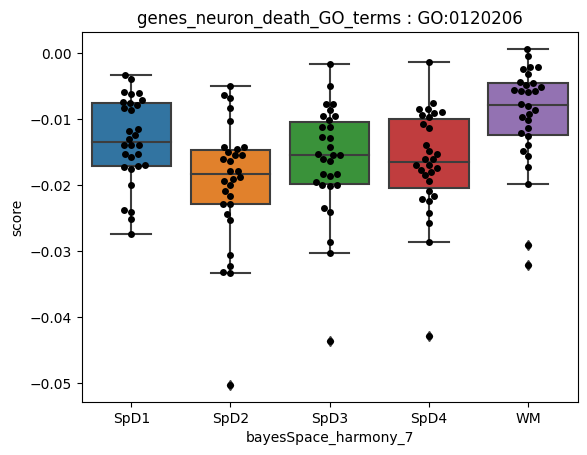 genes_neuron_death_GO_terms : GO:0120206
0.00
−0.01
−0.02
−0.03
−0.04
−0.05
score
SpD1 SpD2 SpD3 SpD4 WM
bayesSpace_harmony_7